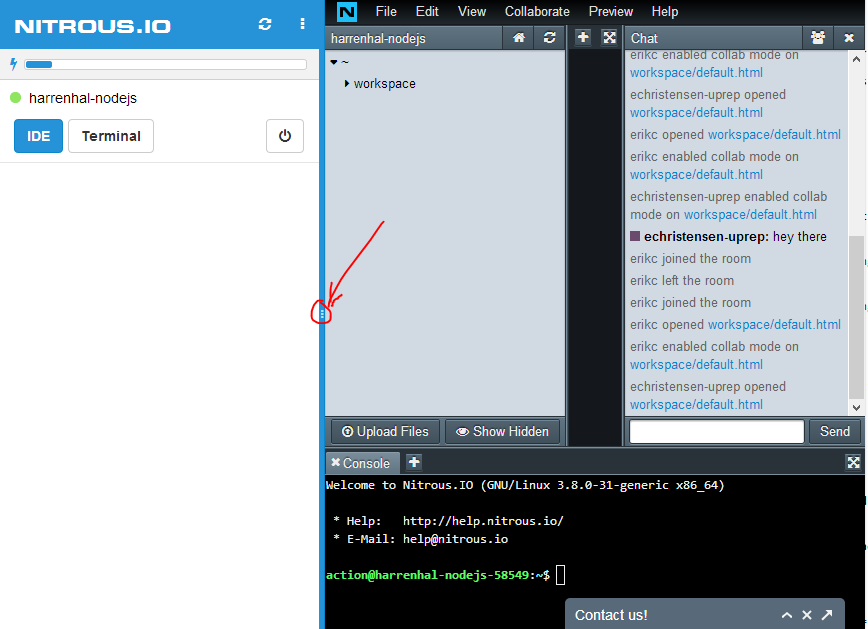 NITROUS.IO
harrenhal-nodejs
IDE
Terminal
N
File Edit View Collaborate Preview Help
harrenhal-nodejs
~
workspace
Upload Files
Show Hidden
Chat
erikc enabled collab mode on
workspace/default.html
echristensen-uprep opened
workspace/default.html
erikc opened workspace/default.html
erikc enabled collab mode on
workspace/default.html
echristensen-uprep enabled collab
mode on workspace/default.html
echristensen-uprep: hey there
erikc joined the room
erikc left the room
erikc joined the room
erikc opened workspace/default.html
erikc enabled collab mode on
workspace/default.html
echristensen-uprep opened
workspace/default.html
Send
Console
Welcome to Nitrous.IO (GNU/Linux 3.8.0-31-generic x86_64)
* Help: http://help.nitrous.io/
* E-Mail: help@nitrous.io
action@harrenhal-nodejs-58549:~$
Contact us!